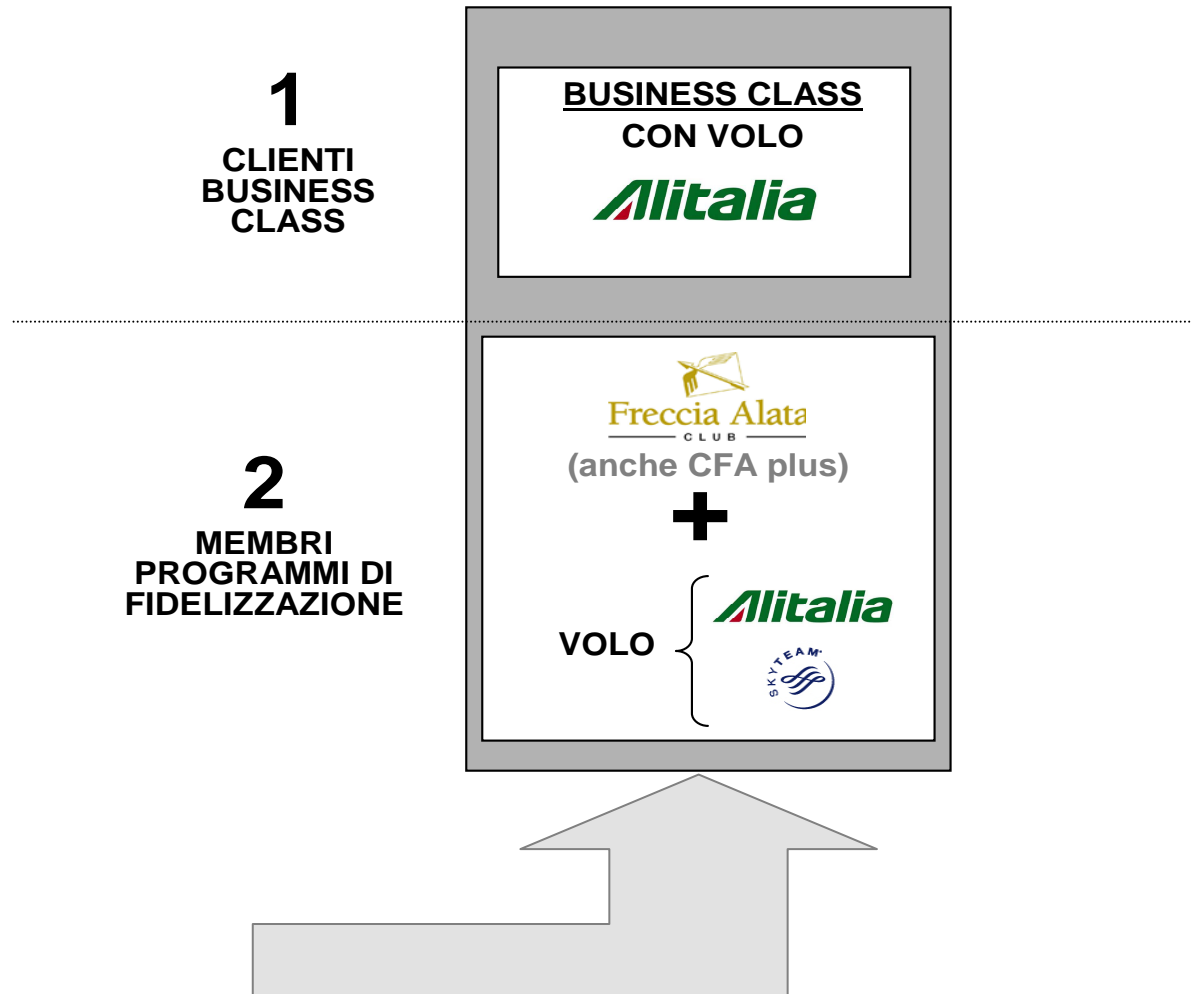 1
CLIENTI
BUSINESS
CLASS
BUSINESS CLASS
CON VOLO
Alitalia
2
MEMBRI
PROGRAMMI DI
FIDELIZZAZIONE
Freccia Alata
CLUB
(anche CFA plus)
+
VOLO
Alitalia
SKYTEAM